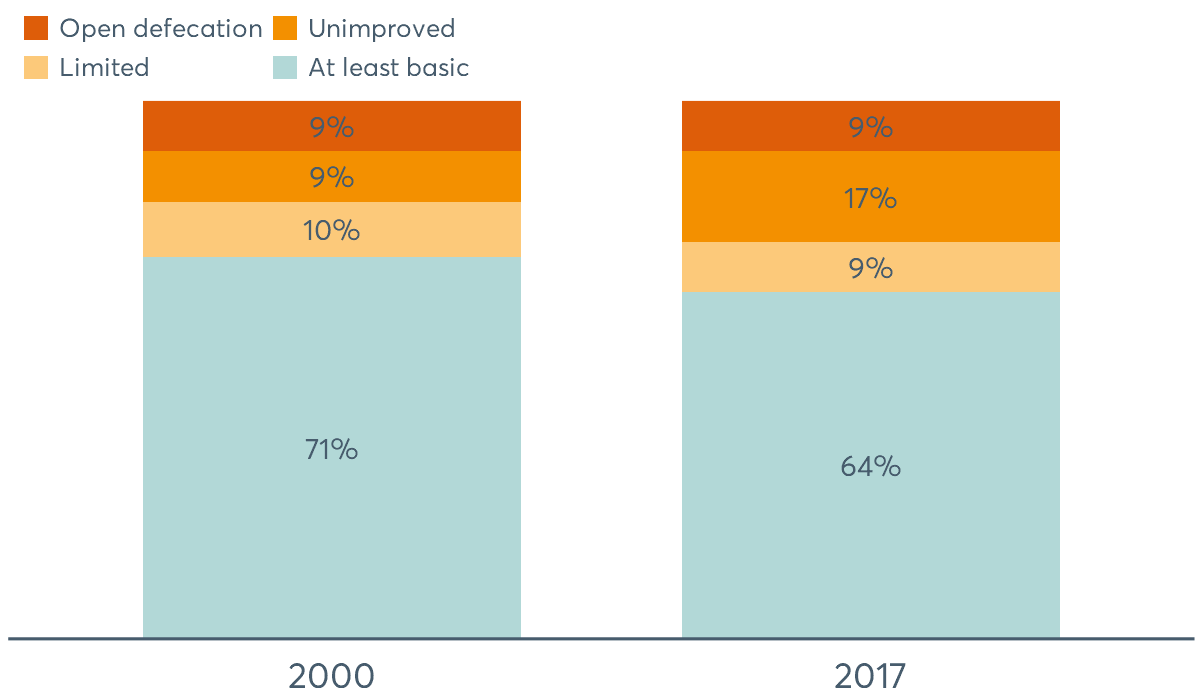 Open defecation Unimproved
Limited At least basic
9% 9%
9% 17%
10% 9%
71% 64%
2000 2017